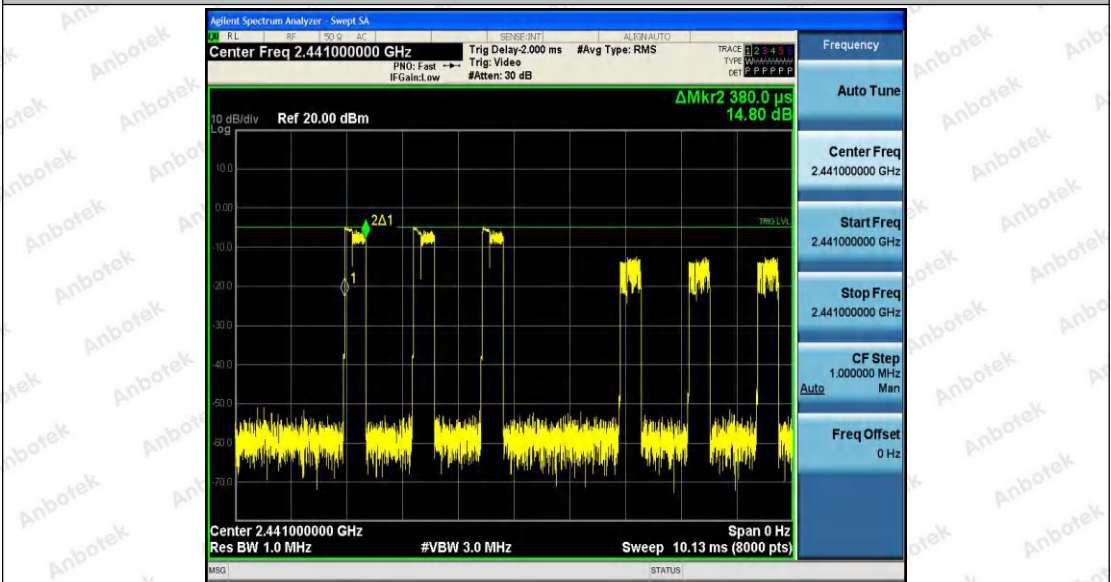 Agilent Spectrum Analyzer - Swept SA
RL RF 50 Ω AC SENSE:INT ALIGN AUTO
Center Freq 2.441000000 GHz
PNO: Fast
IFGain:Low
Trig Delay-2.000 ms
Trig: Video
#Atten: 30 dB
#Avg Type: RMS
TRACE 1 2 3 4 5 6
TYPE W
DET P P P P P P
ΔMkr2 380.0 µs
14.80 dB
10 dB/div Ref 20.00 dBm
Log
10.0
0.00
TRIG LVL
2Δ1
-10.0
1
-20.0
-30.0
-40.0
-50.0
-60.0
-70.0
Center 2.441000000 GHz
Span 0 Hz
Res BW 1.0 MHz
#VBW 3.0 MHz
Sweep 10.13 ms (8000 pts)
MSG
STATUS
Frequency
Auto Tune
Center Freq
2.441000000 GHz
Start Freq
2.441000000 GHz
Stop Freq
2.441000000 GHz
CF Step
1.000000 MHz
Auto Man
Freq Offset
0 Hz
Anbotek